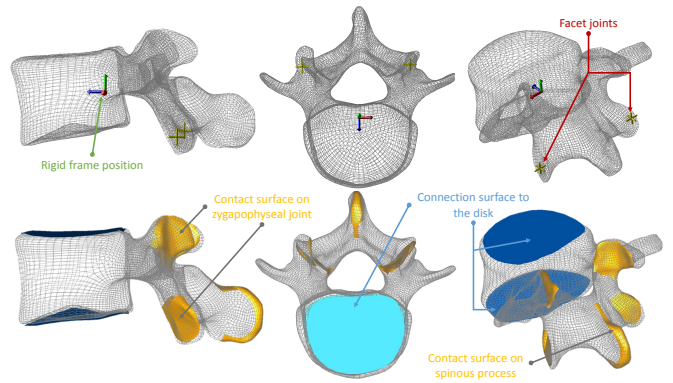 Facet joints
Rigid frame position
Contact surface on
zygapophyseal joint
Connection surface to
the disk
Contact surface on
spinous process